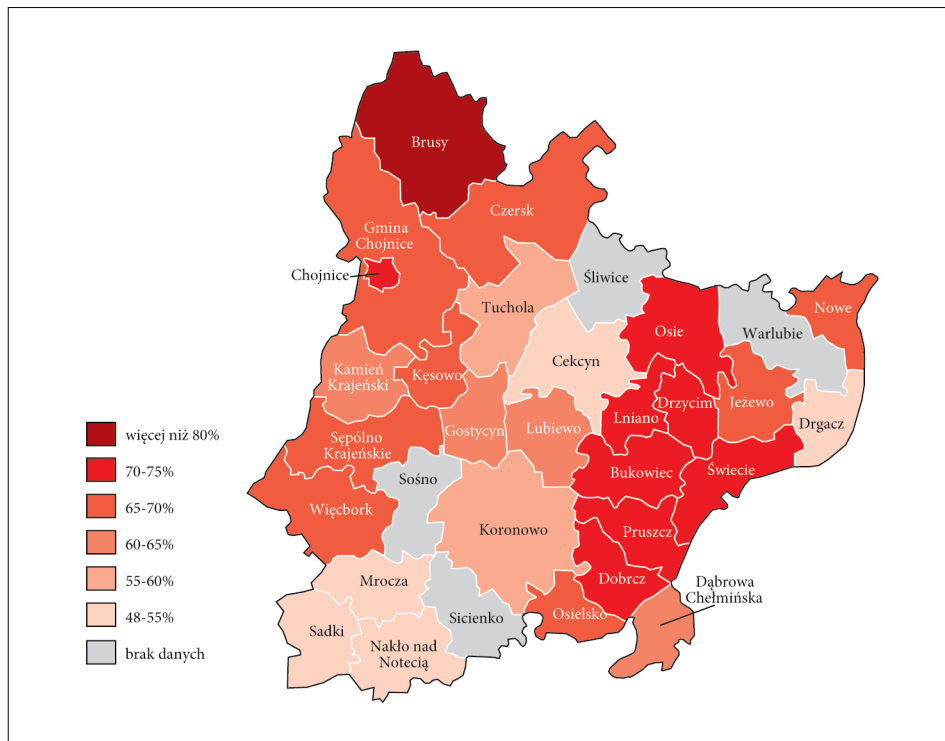 Brusy
Czersk
Gmina
Chojnice
Chojnice
Śliwice
Tuchola
Nowe
Osie
Warlubie
Cekcyn
Kamień
Krajeński
Kęsowo
Drzycim
Jeżewo
Lniano
Drgacz
Gostycyn
Lubiewo
Sępólno
Krajeńskie
Bukowiec
Świecie
Sośno
Więcbork
Koronowo
Pruszcz
Mrocza
Dobrcz
Dąbrowa
Chełmińska
Osielsko
Sicienko
Sadki
Nakło nad
Notecią
więcej niż 80%
70-75%
65-70%
60-65%
55-60%
48-55%
brak danych